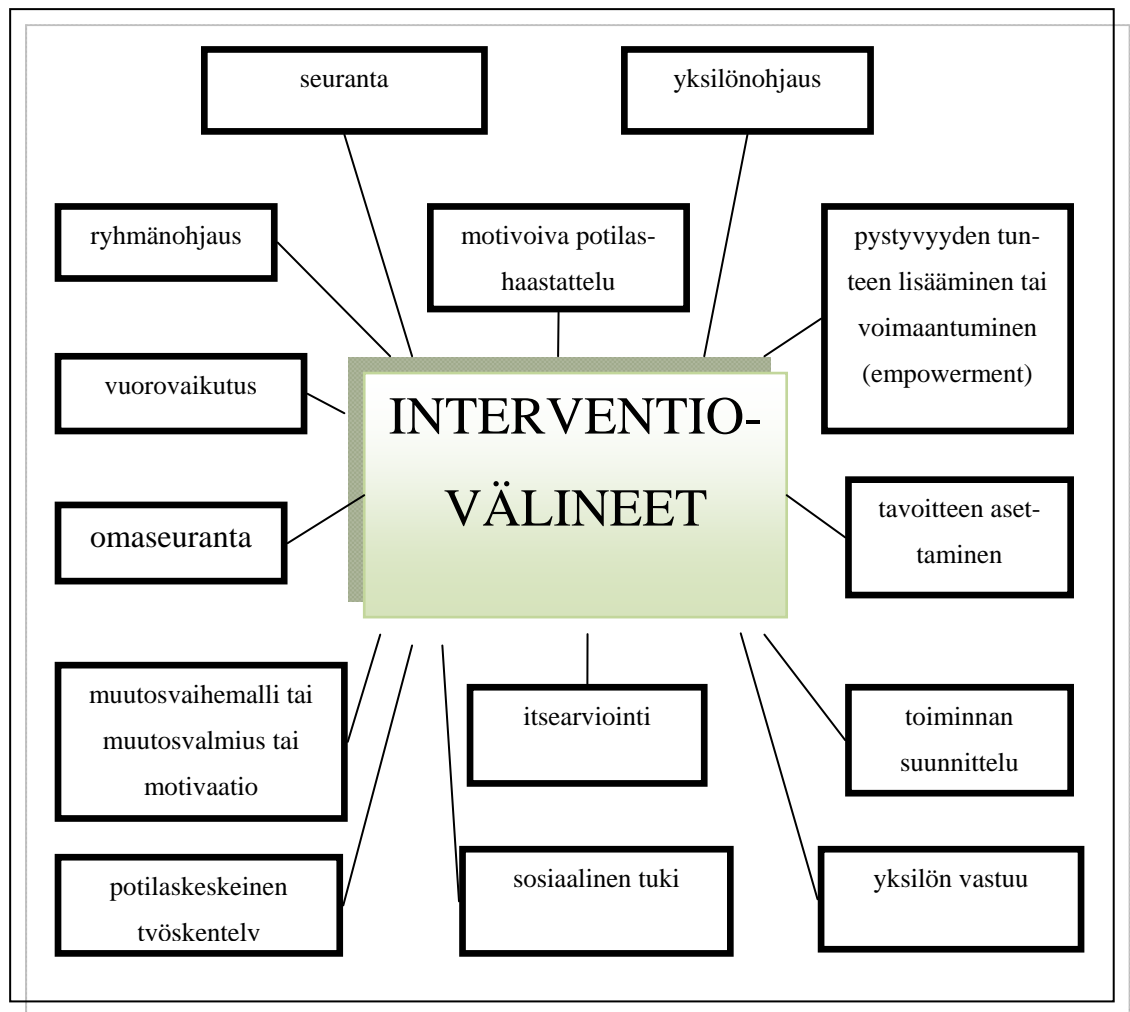 seuranta
yksilönohjaus
ryhmänohjaus
motivoiva potilas-
haastattelu
pystyvyyden tun-
teen lisääminen tai
voimaantuminen
(empowerment)
vuorovaikutus
INTERVENTIO-
VÄLINEET
omaseuranta
tavoitteen aset-
taminen
muutosvaihemalli tai
muutosvalmius tai
motivaatio
itsearviointi
toiminnan
suunnittelu
potilaskeskeinen
työskentely
sosiaalinen tuki
yksilön vastuu